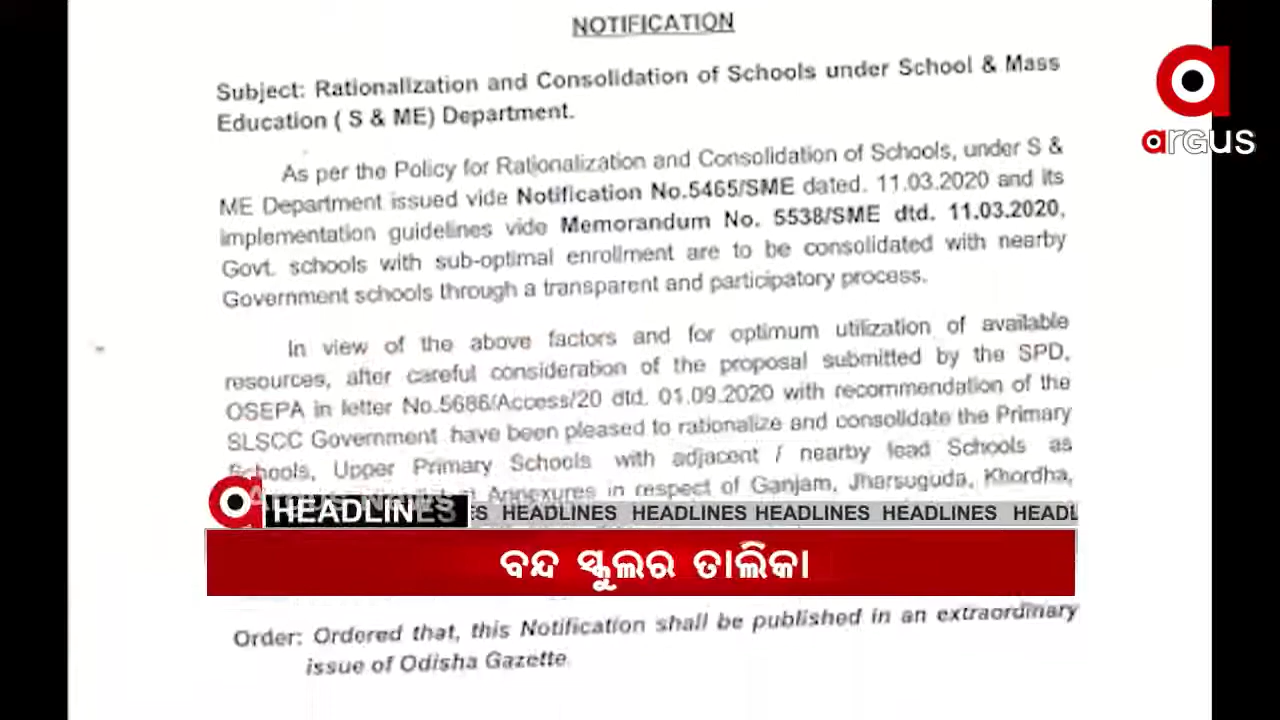 NOTIFICATION
Subject: Rationalization and Consolidation of Schools under School & Mass
Education ( S & ME) Department.
As per the Policy for Rationalization and Consolidation of Schools, under S &
ME Department issued vide Notification No.5465/SME dated. 11.03.2020 and its
implementation guidelines vide Memorandum No. 5538/SME dtd. 11.03.2020,
Govt. schools with sub-optimal enrollment are to be consolidated with nearby
Government schools through a transparent and participatory process.
In view of the above factors and for optimum utilization of available
resources, after careful consideration of the proposal submitted by the SPD,
OSEPA in letter No.5686/Access/20 dtd. 01.09.2020 with recommendation of the
SLSCC Government have been pleased to rationalize and consolidate the Primary
Schools, Upper Primary Schools with adjacent / nearby lead Schools as
Annexures in respect of Ganjam, Jharsuguda, Khordha,
HEADLINES ES HEADLINES HEADLINES HEADLINES HEADLINES HEADL
ବନ୍ଦ ସ୍କୁଲର ତାଲିକା
Order: Ordered that, this Notification shall be published in an extraordinary
issue of Odisha Gazette.
argus